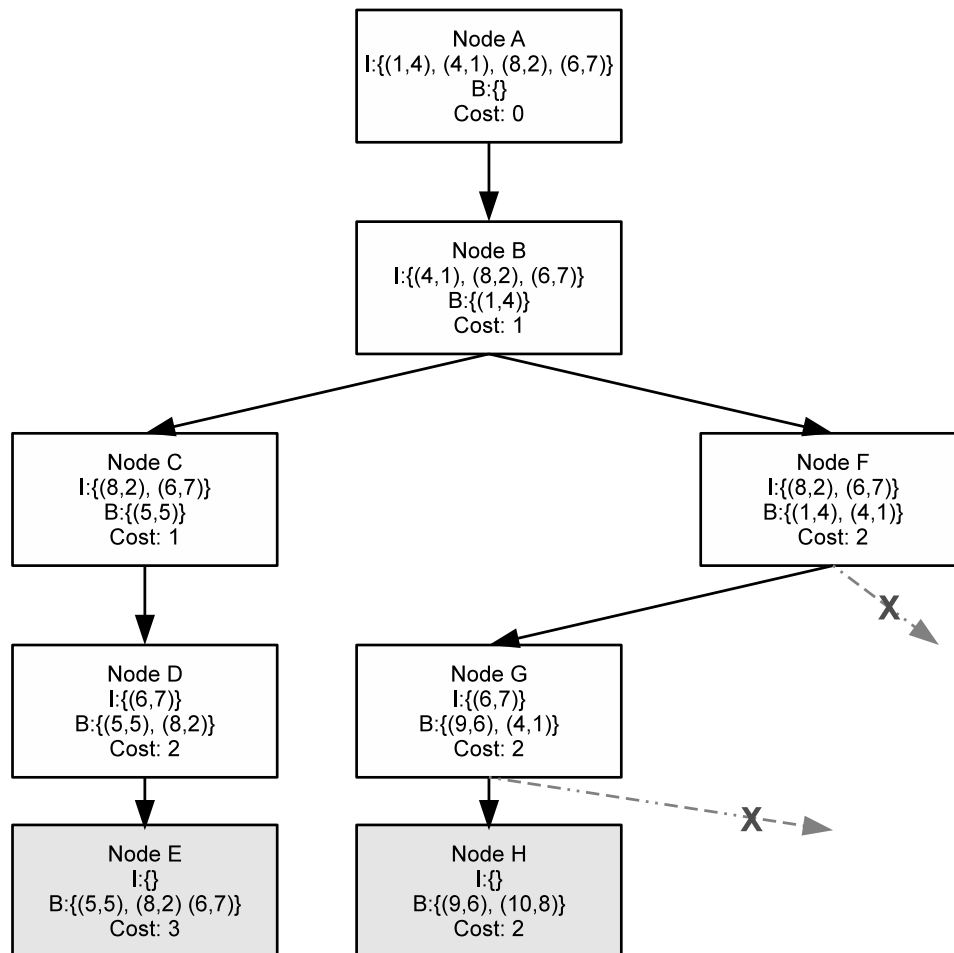 Node A
I:{(1,4), (4,1), (8,2), (6,7)}
B:{}
Cost: 0
Node B
I:{(4,1), (8,2), (6,7)}
B:{(1,4)}
Cost: 1
Node C
I:{(8,2), (6,7)}
B:{(5,5)}
Cost: 1
Node F
I:{(8,2), (6,7)}
B:{(1,4), (4,1)}
Cost: 2
X
Node D
I:{(6,7)}
B:{(5,5), (8,2)}
Cost: 2
Node G
I:{(6,7)}
B:{(9,6), (4,1)}
Cost: 2
X
Node E
I:{}
B:{(5,5), (8,2) (6,7)}
Cost: 3
Node H
I:{}
B:{(9,6), (10,8)}
Cost: 2